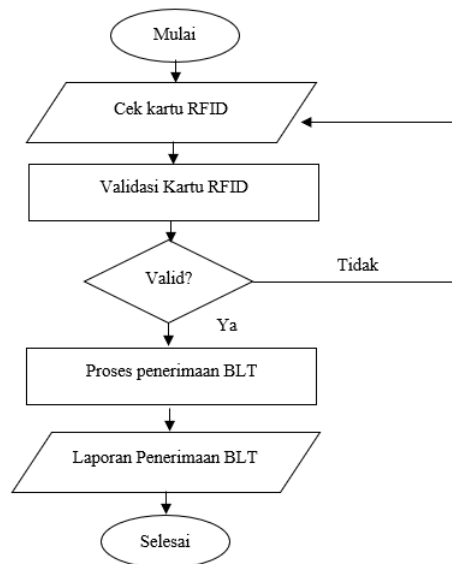 Mulai
Cek kartu RFID
Validasi Kartu RFID
Valid?
Tidak
Ya
Proses penerimaan BLT
Laporan Penerimaan BLT
Selesai